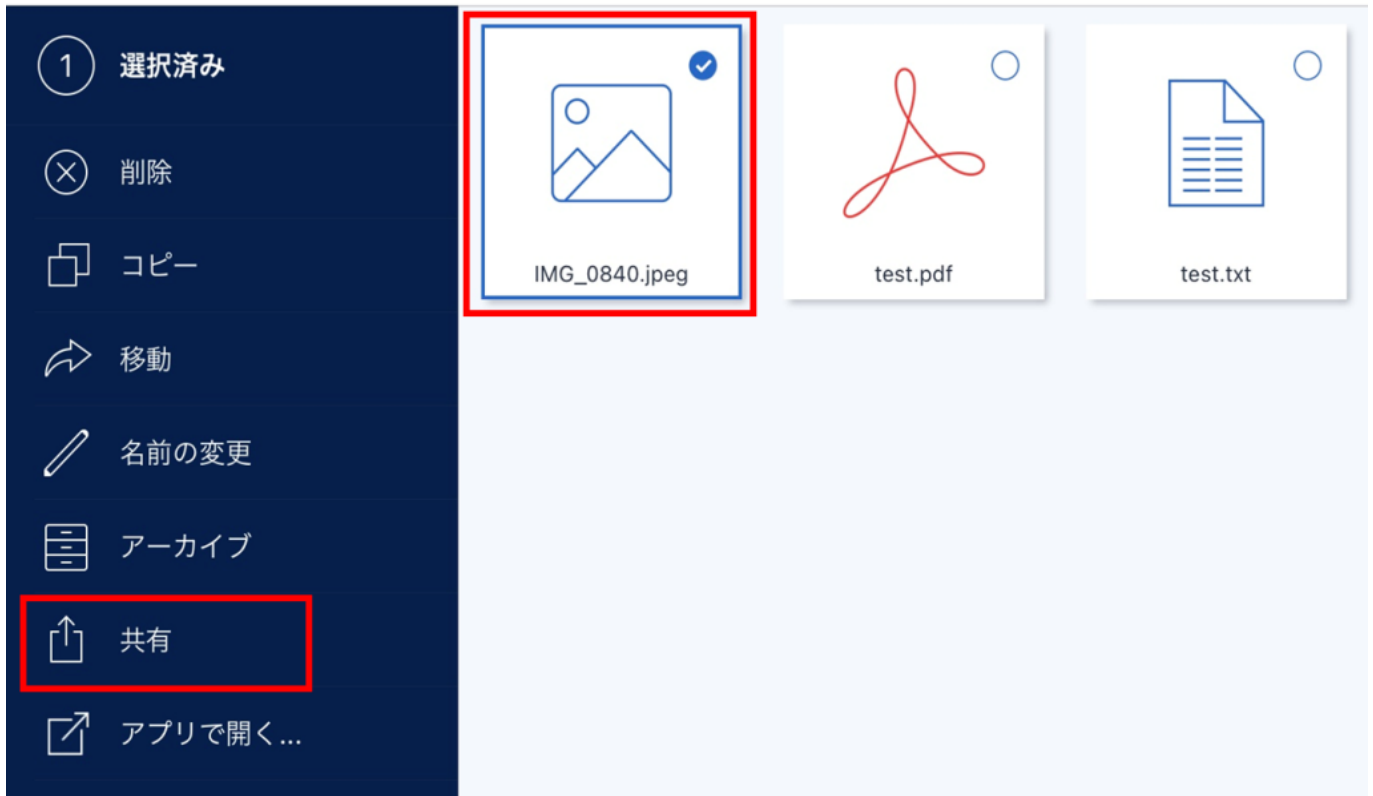 1 選択済み
削除
コピー
移動
名前の変更
アーカイブ
共有
アプリで開く...
IMG_0840.jpeg
test.pdf
test.txt